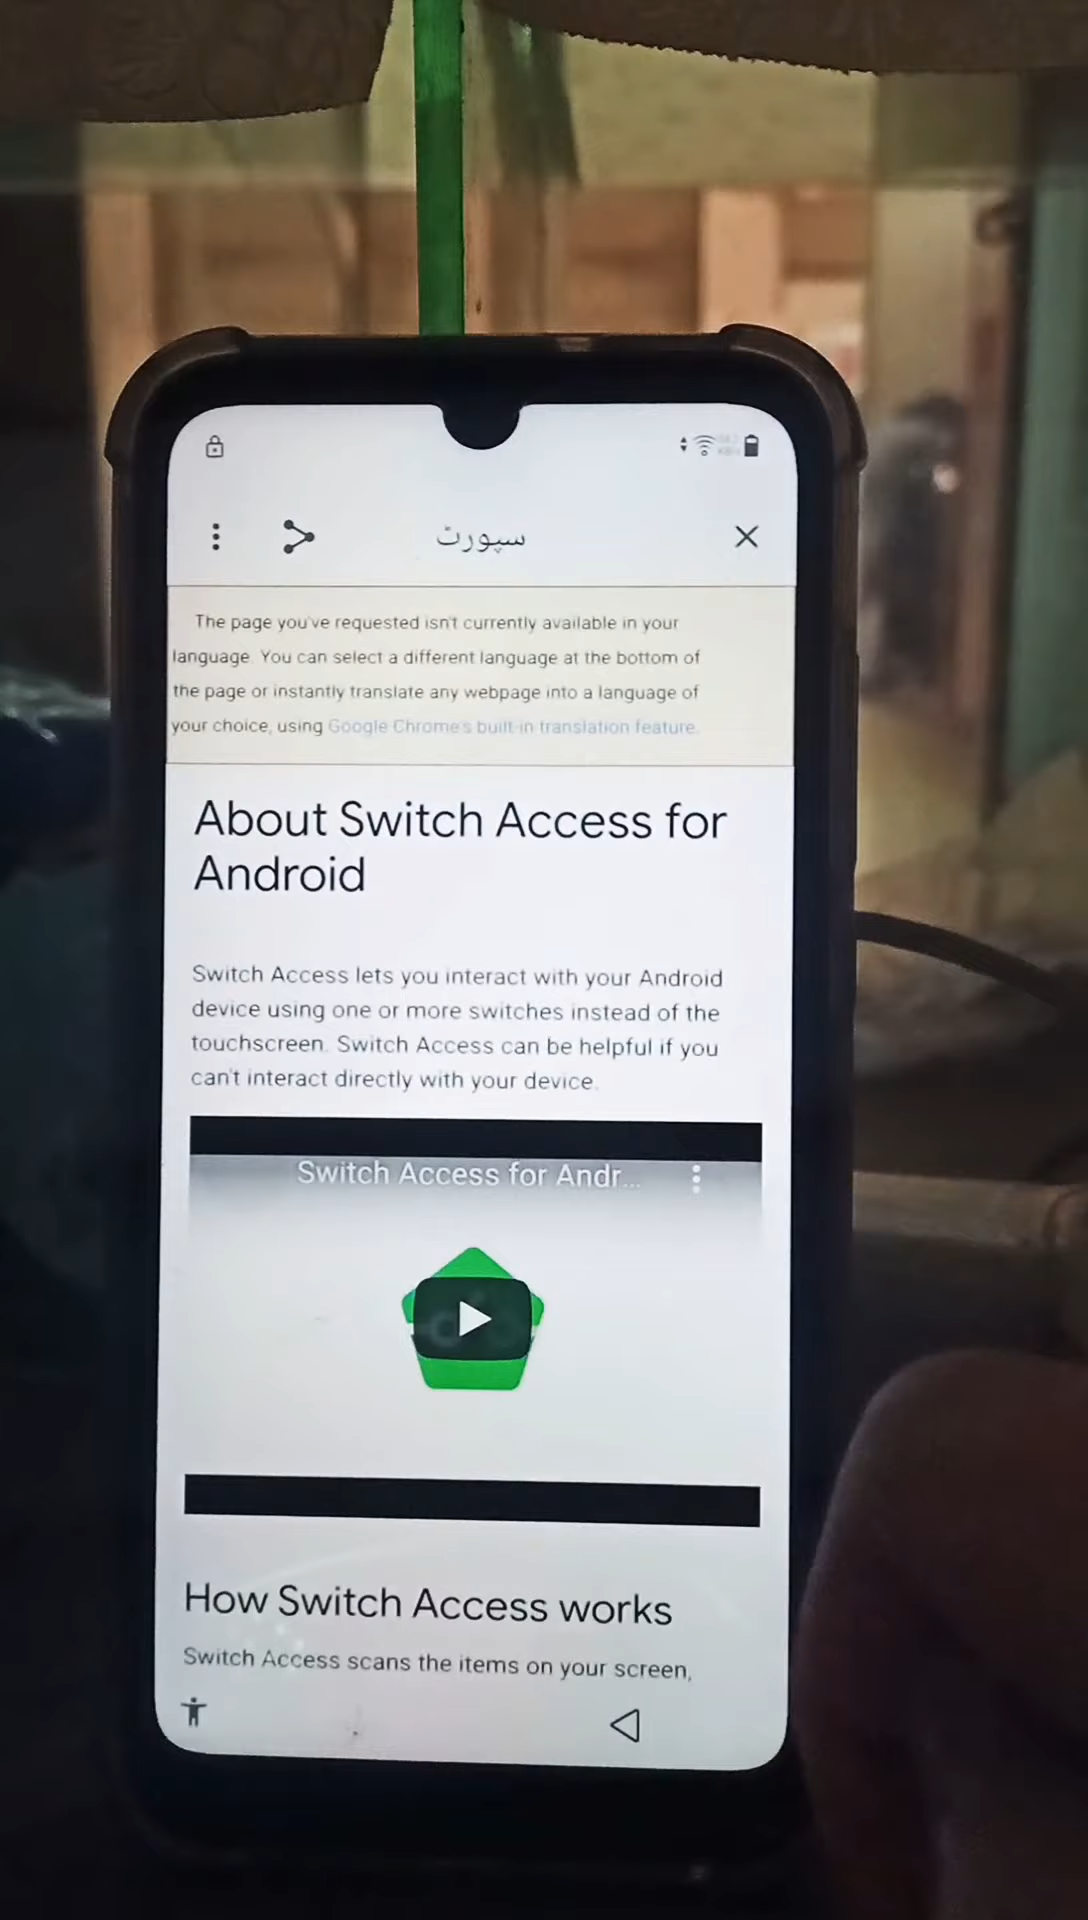 سپورٹ
The page you've requested isn't currently available in your
language. You can select a different language at the bottom of
the page or instantly translate any webpage into a language of
your choice, using Google Chrome's built-in translation feature.
About Switch Access for
Android
Switch Access lets you interact with your Android
device using one or more switches instead of the
touchscreen. Switch Access can be helpful if you
can't interact directly with your device.
Switch Access for Andr...
How Switch Access works
Switch Access scans the items on your screen,